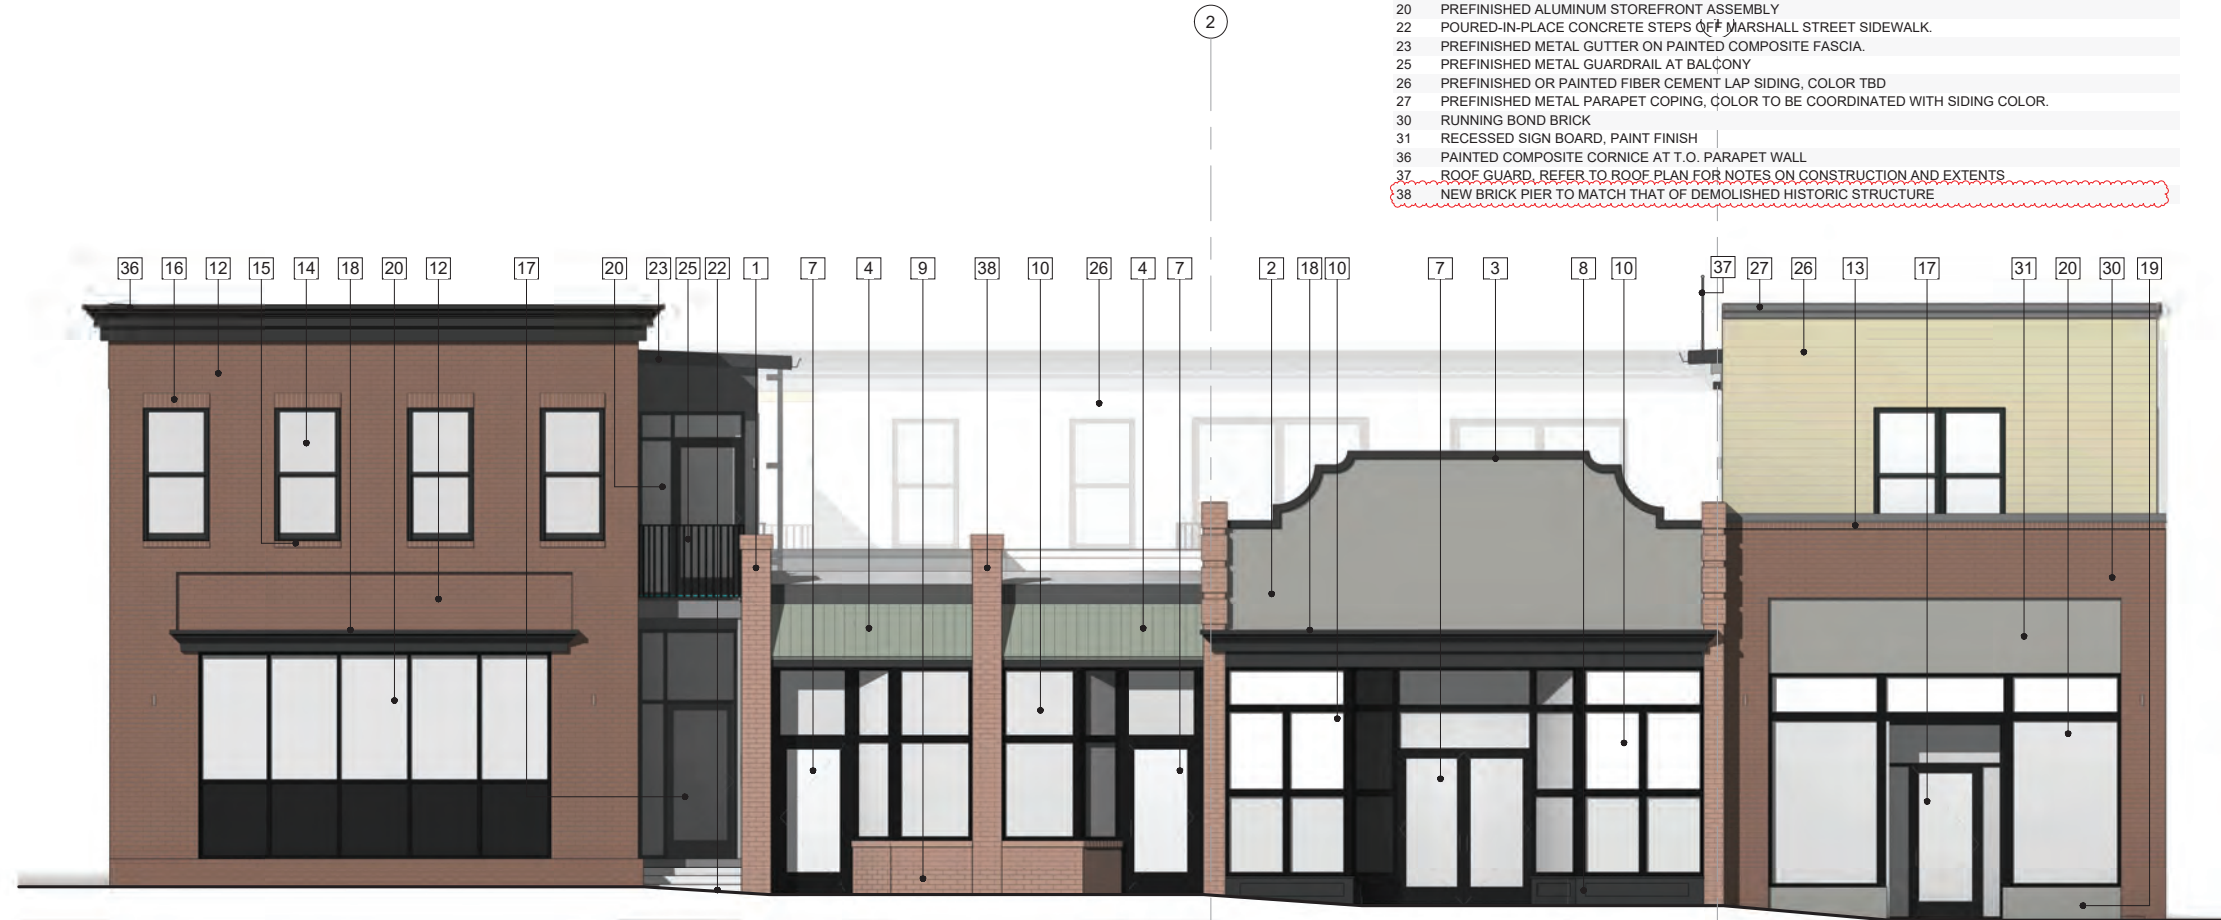 2
20 PREFINISHED ALUMINUM STOREFRONT ASSEMBLY
22 POURED-IN-PLACE CONCRETE STEPS OFF MARSHALL STREET SIDEWALK.
23 PREFINISHED METAL GUTTER ON PAINTED COMPOSITE FASCIA.
25 PREFINISHED METAL GUARDRAIL AT BALCONY
26 PREFINISHED OR PAINTED FIBER CEMENT LAP SIDING, COLOR TBD
27 PREFINISHED METAL PARAPET COPING, COLOR TO BE COORDINATED WITH SIDING COLOR.
30 RUNNING BOND BRICK
31 RECESSED SIGN BOARD, PAINT FINISH
36 PAINTED COMPOSITE CORNICE AT T.O. PARAPET WALL
37 ROOF GUARD, REFER TO ROOF PLAN FOR NOTES ON CONSTRUCTION AND EXTENTS
38 NEW BRICK PIER TO MATCH THAT OF DEMOLISHED HISTORIC STRUCTURE
36 16 12 15 14 18 20 12 17 20 23 25 22 1 7 4 9 38 10 26 4 7 2 18 10 7 3 8 10 37 27 26 13 17 31 20 30 19